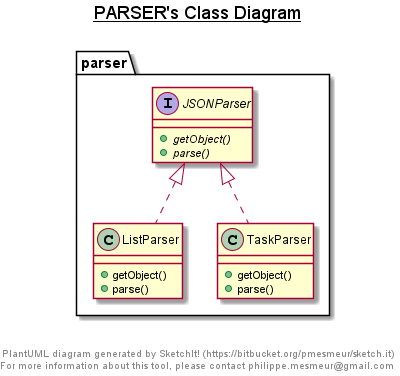 PARSER's Class Diagram
parser
I JSONParser
getObject()
parse()
C ListParser
getObject()
parse()
C TaskParser
getObject()
parse()
PlantUML diagram generated by SketchIt! (https://bitbucket.org/pmesmeur/sketch.it)
For more information about this tool, please contact philippe.mesmeur@gmail.com